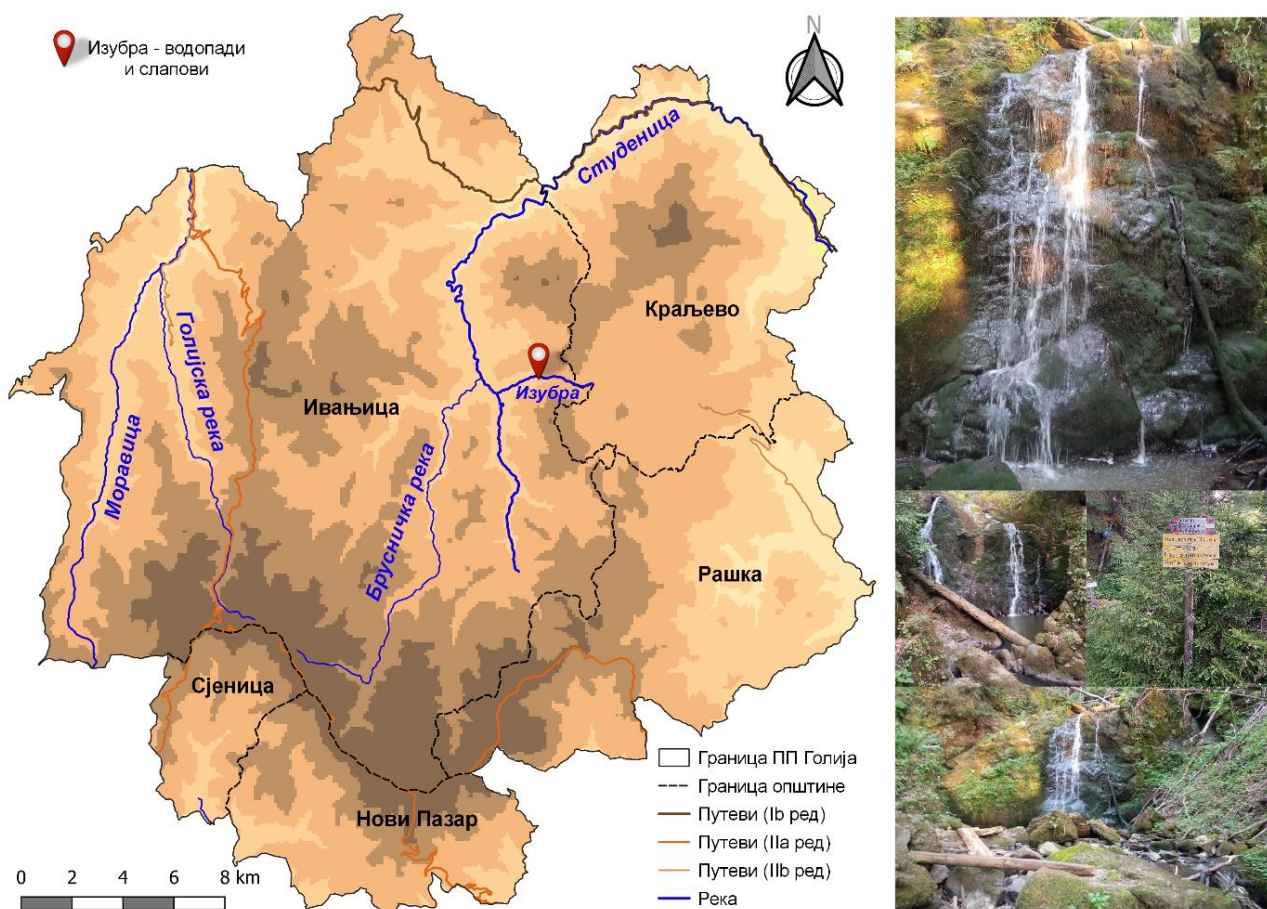 Изубра - водопади
и слапови
N
Студеница
Краљево
Голијска река
Ивањица
Изубра
Моравица
Брусничка река
Рашка
Сјеница
Нови Пазар
Граница ПП Голија
Граница општине
Путеви (Ib ред)
Путеви (IIa ред)
Путеви (IIb ред)
Река
0 2 4 6 8 km